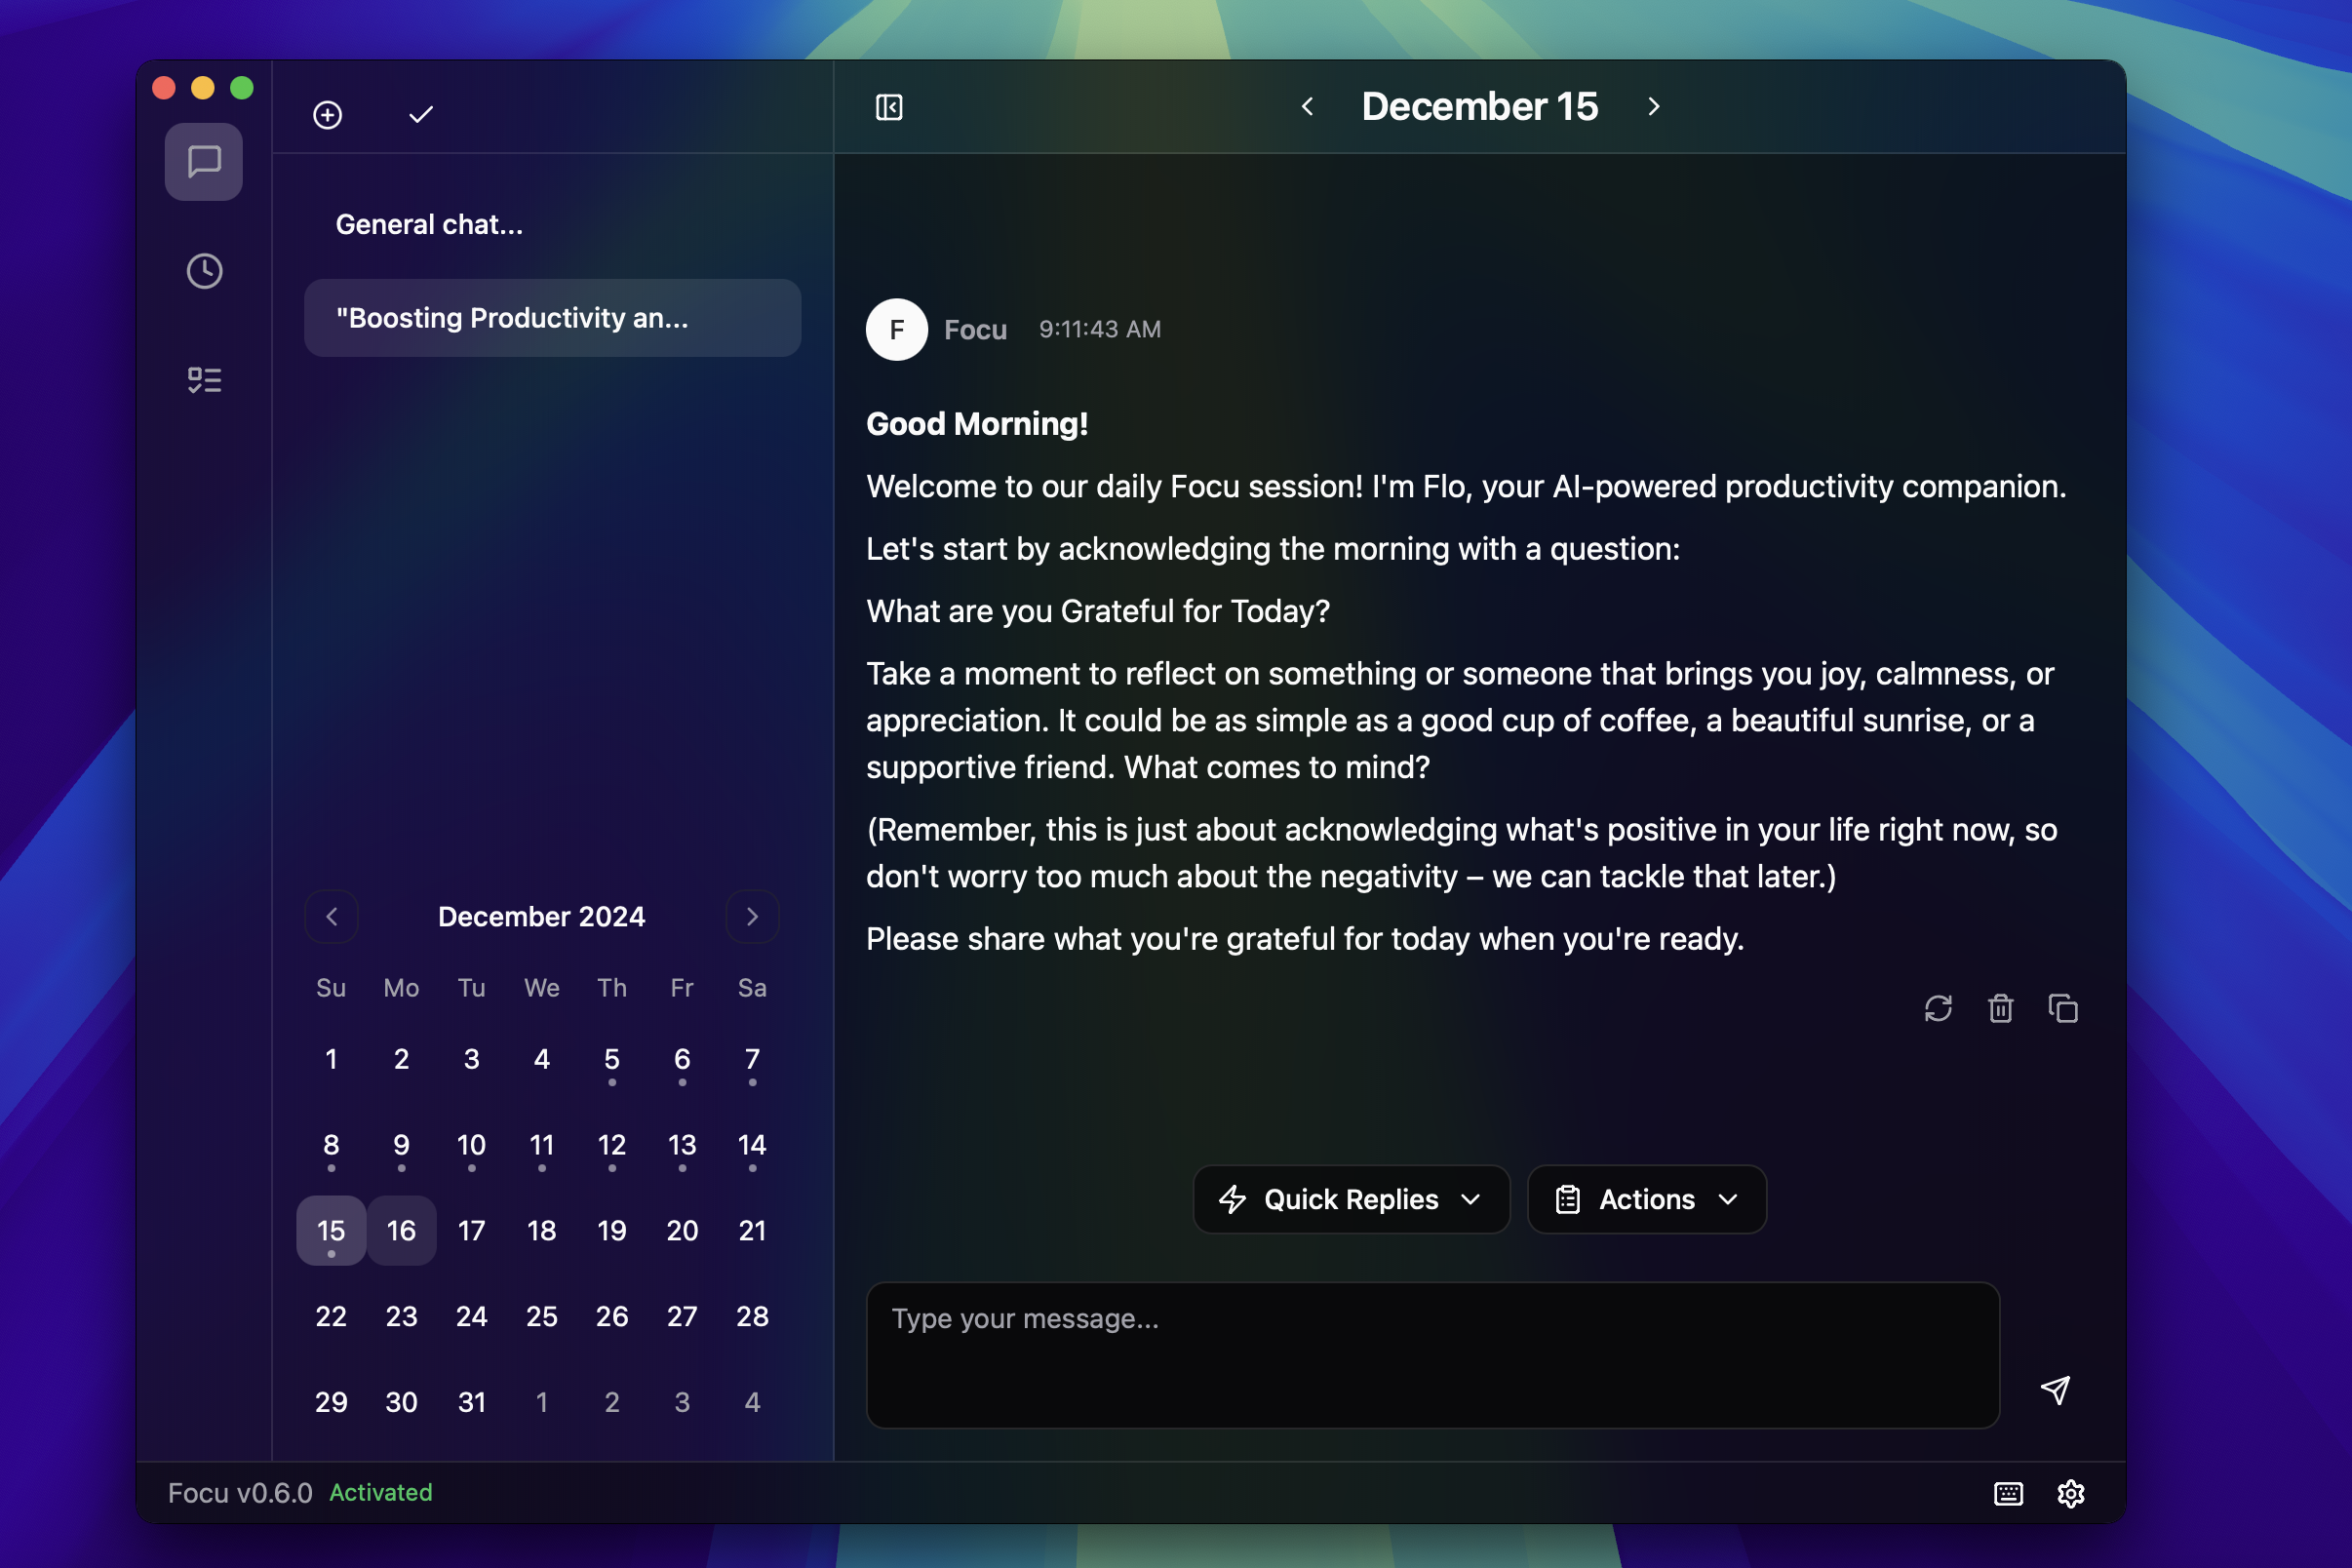 December 15
General chat...
"Boosting Productivity an...
F Focu 9:11:43 AM
Good Morning!
Welcome to our daily Focu session! I'm Flo, your AI-powered productivity companion.
Let's start by acknowledging the morning with a question:
What are you Grateful for Today?
Take a moment to reflect on something or someone that brings you joy, calmness, or
appreciation. It could be as simple as a good cup of coffee, a beautiful sunrise, or a
supportive friend. What comes to mind?
(Remember, this is just about acknowledging what's positive in your life right now, so
don't worry too much about the negativity – we can tackle that later.)
Please share what you're grateful for today when you're ready.
December 2024
Su Mo Tu We Th Fr Sa
1 2 3 4 5 6 7
8 9 10 11 12 13 14
15 16 17 18 19 20 21
22 23 24 25 26 27 28
29 30 31 1 2 3 4
Quick Replies
Actions
Type your message...
Focu v0.6.0 Activated